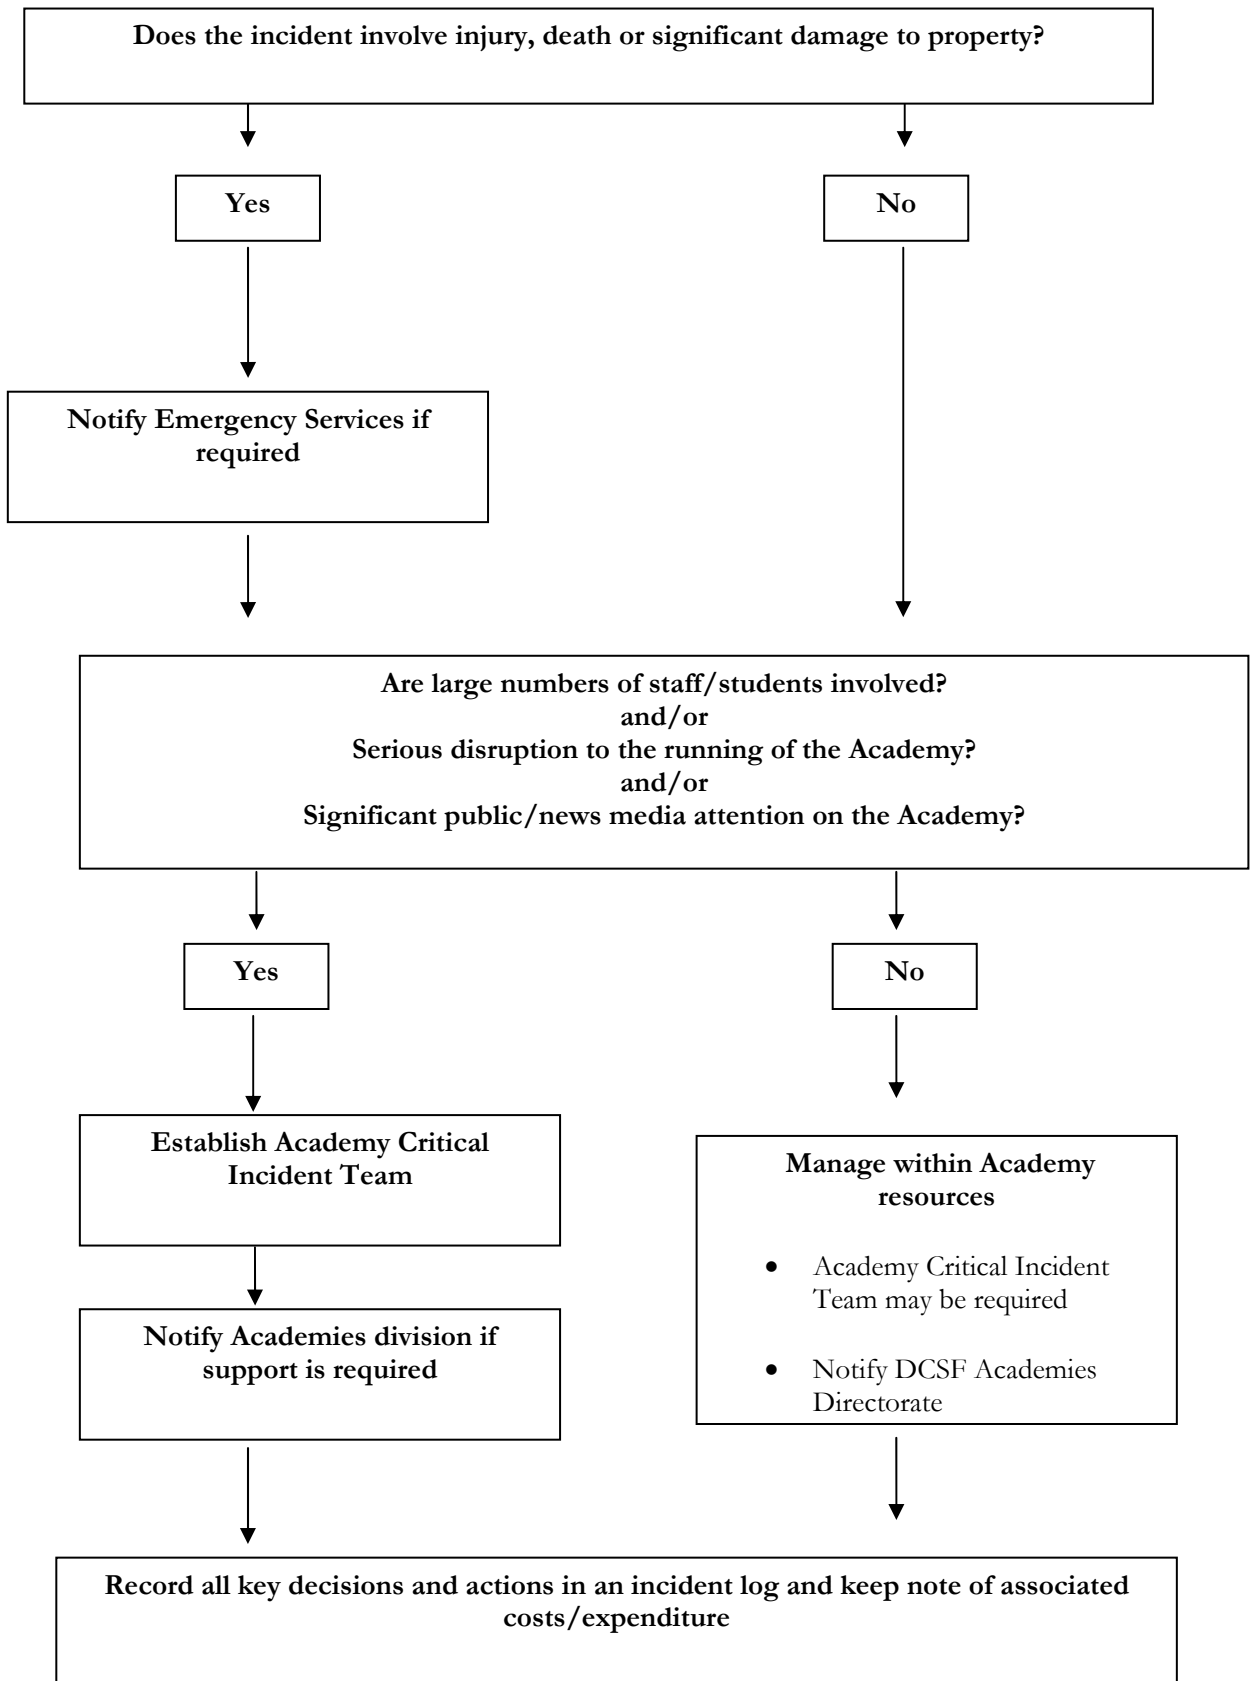 Does the incident involve injury, death or significant damage to property?
Yes
No
Notify Emergency Services if
required
Are large numbers of staff/students involved?
and/or
Serious disruption to the running of the Academy?
and/or
Significant public/news media attention on the Academy?
Yes
No
Establish Academy Critical
Incident Team
Manage within Academy
resources
• Academy Critical Incident
Team may be required
• Notify DCSF Academies
Directorate
Notify Academies division if
support is required
Record all key decisions and actions in an incident log and keep note of associated
costs/expenditure